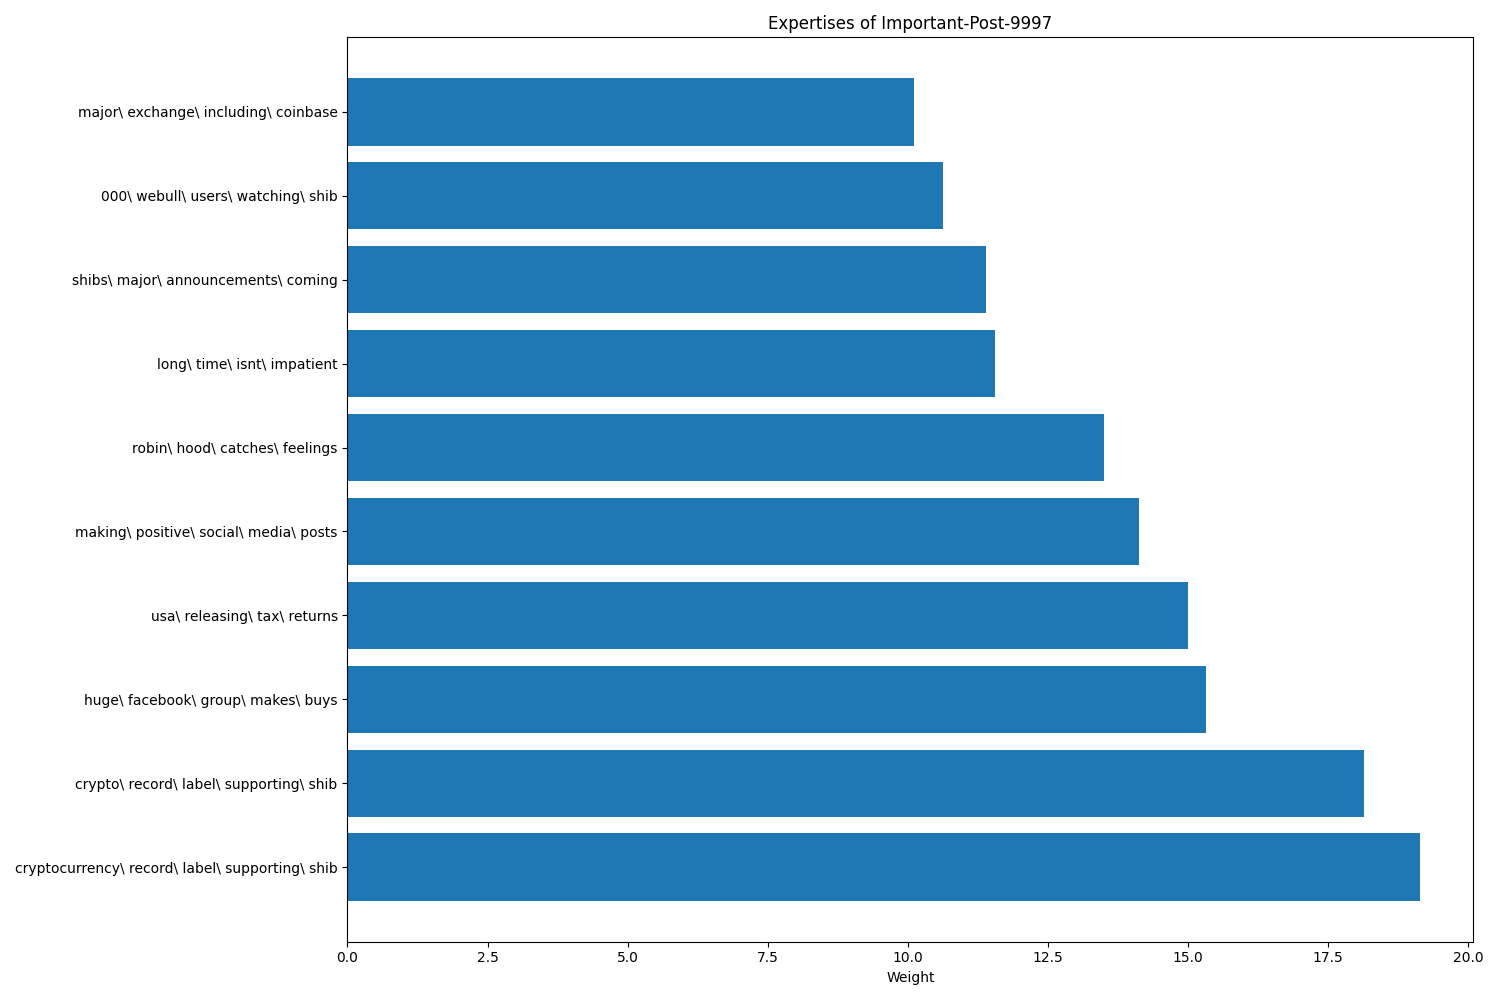 Expertises of Important-Post-9997
major\ exchange\ including\ coinbase
000\ webull\ users\ watching\ shib
shibs\ major\ announcements\ coming
long\ time\ isnt\ impatient
robin\ hood\ catches\ feelings
making\ positive\ social\ media\ posts
usa\ releasing\ tax\ returns
huge\ facebook\ group\ makes\ buys
crypto\ record\ label\ supporting\ shib
cryptocurrency\ record\ label\ supporting\ shib
0.0 2.5 5.0 7.5 10.0 12.5 15.0 17.5 20.0
Weight